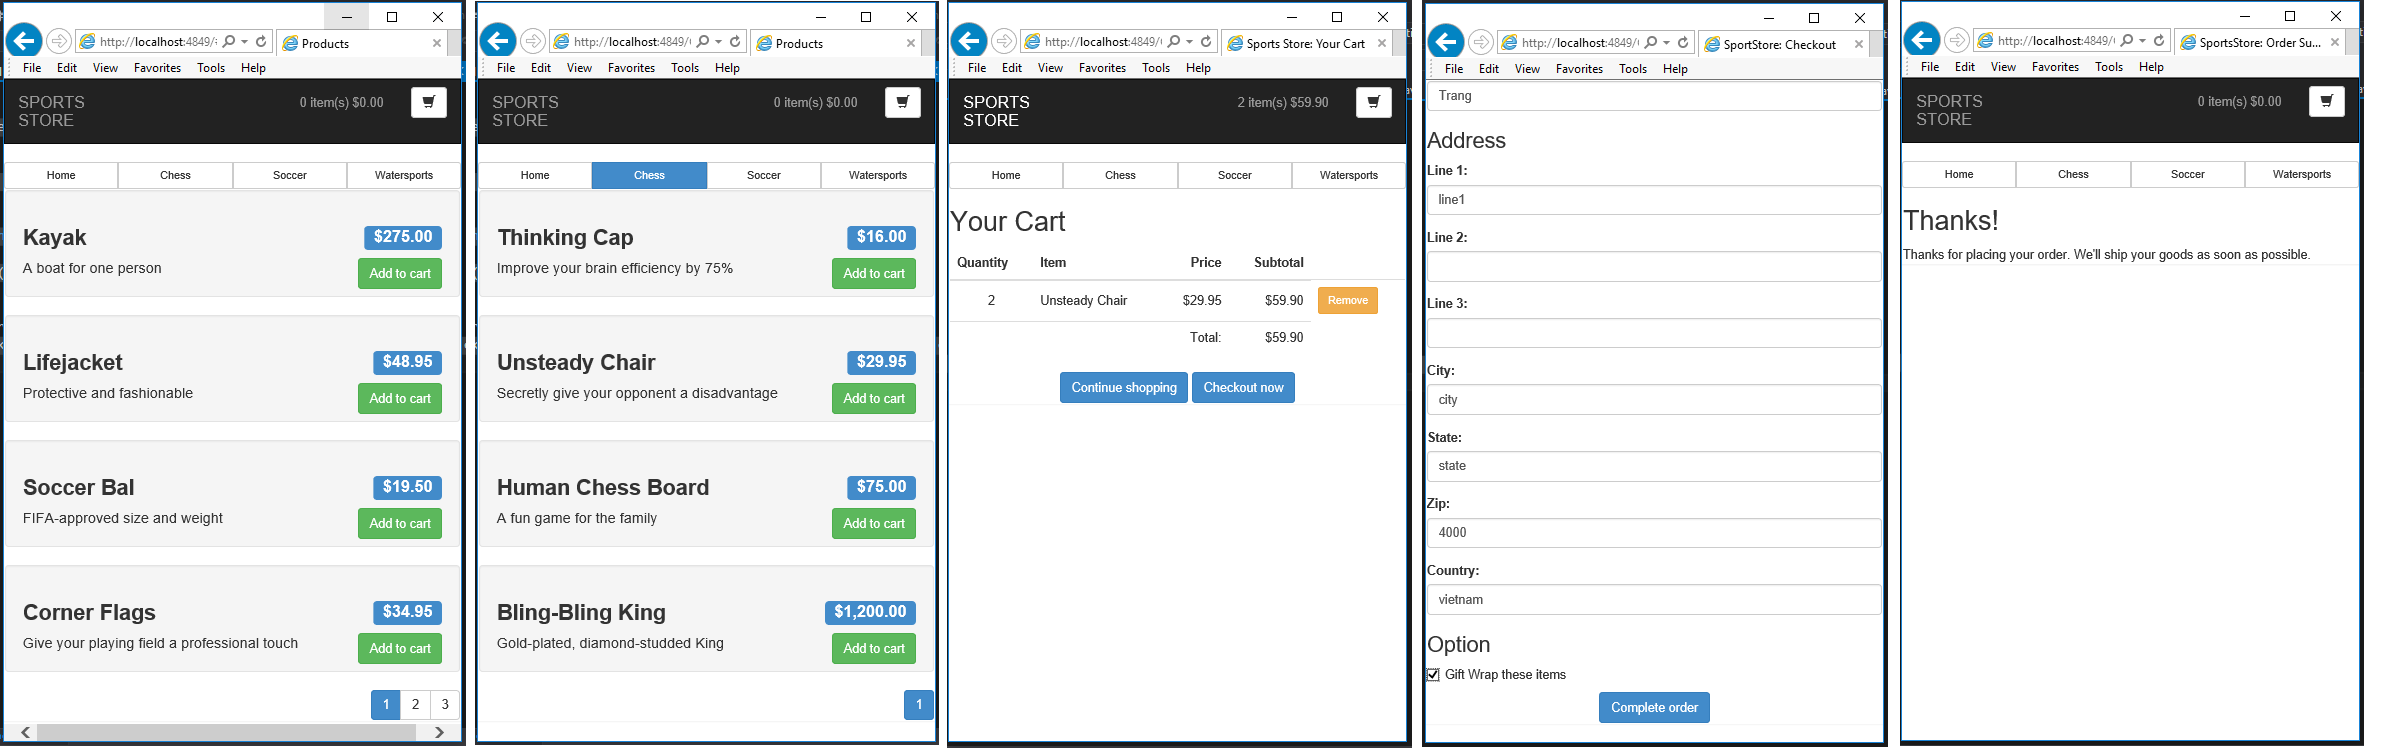 http://localhost:4849/
Products
File Edit View Favorites Tools Help
SPORTS
STORE
0 item(s) $0.00
Home Chess Soccer Watersports
Kayak $275.00
A boat for one person Add to cart
Lifejacket $48.95
Protective and fashionable Add to cart
Soccer Bal $19.50
FIFA-approved size and weight Add to cart
Corner Flags $34.95
Give your playing field a professional touch Add to cart
1 2 3
http://localhost:4849/
Products
File Edit View Favorites Tools Help
SPORTS
STORE
0 item(s) $0.00
Home Chess Soccer Watersports
Thinking Cap $16.00
Improve your brain efficiency by 75% Add to cart
Unsteady Chair $29.95
Secretly give your opponent a disadvantage Add to cart
Human Chess Board $75.00
A fun game for the family Add to cart
Bling-Bling King $1,200.00
Gold-plated, diamond-studded King Add to cart
1
http://localhost:4849/
Sports Store: Your Cart
File Edit View Favorites Tools Help
SPORTS
STORE
2 item(s) $59.90
Home Chess Soccer Watersports
Your Cart
Quantity Item Price Subtotal
2 Unsteady Chair $29.95 $59.90 Remove
Total: $59.90
Continue shopping Checkout now
http://localhost:4849/
SportStore: Checkout
File Edit View Favorites Tools Help
Trang
Address
Line 1:
line1
Line 2:
Line 3:
City:
city
State:
state
Zip:
4000
Country:
vietnam
Option
Gift Wrap these items
Complete order
http://localhost:4849/
SportsStore: Order Su...
File Edit View Favorites Tools Help
SPORTS
STORE
0 item(s) $0.00
Home Chess Soccer Watersports
Thanks!
Thanks for placing your order. We'll ship your goods as soon as possible.